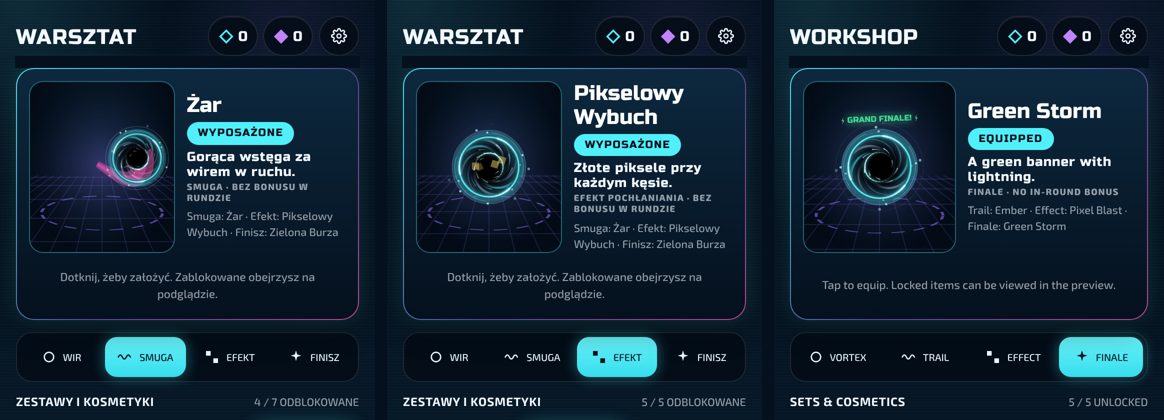 WARSZTAT
0
0
Żar
WYPOSAŻONE
Gorąca wstęga za
wirem w ruchu.
SMUGA · BEZ BONUSU W
RUNDZIE
Smuga: Żar · Efekt: Pikselowy
Wybuch · Finisz: Zielona Burza
Dotknij, żeby założyć. Zablokowane obejrzysz na
podglądzie.
WIR
SMUGA
EFEKT
FINISZ
ZESTAWY I KOSMETYKI
4 / 7 ODBLOKOWANE
WARSZTAT
0
0
Pikselowy
Wybuch
WYPOSAŻONE
Złote piksele przy
każdym kęsie.
EFEKT POCHŁANIANIA · BEZ
BONUSU W RUNDZIE
Smuga: Żar · Efekt: Pikselowy
Wybuch · Finisz: Zielona Burza
Dotknij, żeby założyć. Zablokowane obejrzysz na
podglądzie.
WIR
SMUGA
EFEKT
FINISZ
ZESTAWY I KOSMETYKI
5 / 5 ODBLOKOWANE
WORKSHOP
0
0
GRAND FINALE!
Green Storm
EQUIPPED
A green banner with
lightning.
FINALE · NO IN-ROUND BONUS
Trail: Ember · Effect: Pixel Blast ·
Finale: Green Storm
Tap to equip. Locked items can be viewed in the preview.
VORTEX
TRAIL
EFFECT
FINALE
SETS & COSMETICS
5 / 5 UNLOCKED